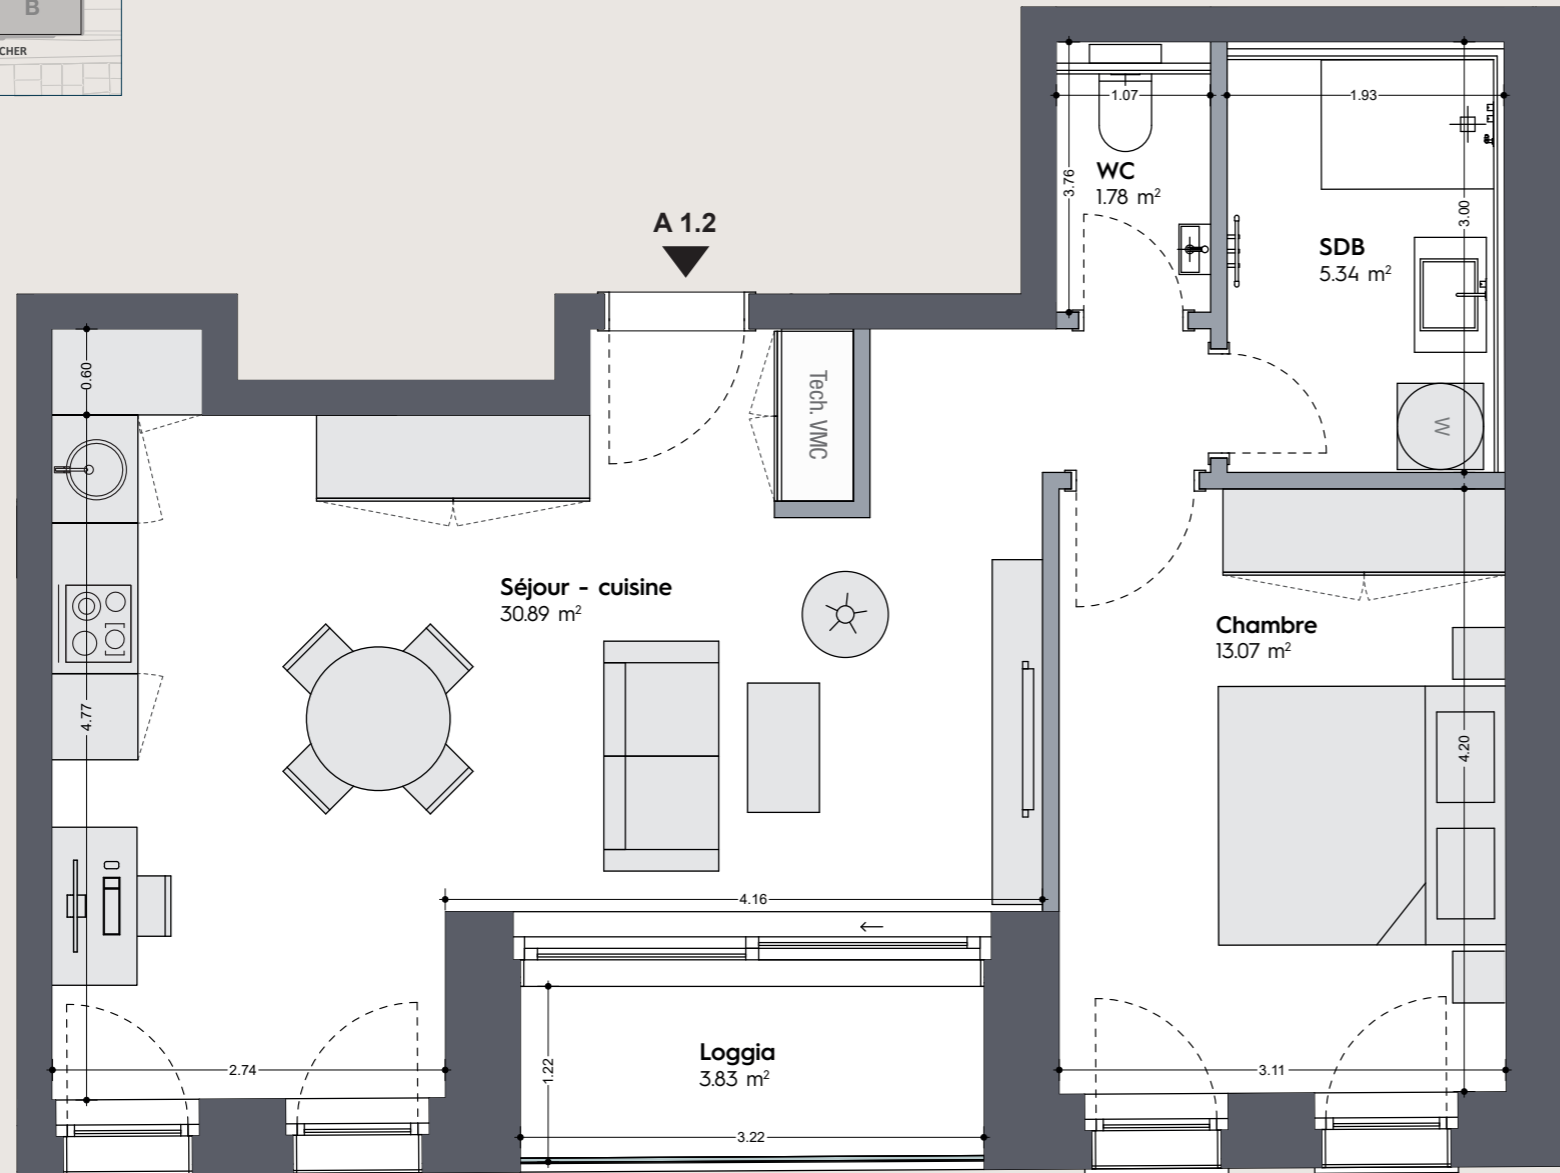 B
CHER
A 1.2
1.07
1.93
3.76
WC
1.78 m²
3.00
SDB
5.34 m²
0.60
Tech. VMC
W
Séjour - cuisine
30.89 m²
Chambre
13.07 m²
4.77
4.20
4.16
Loggia
3.83 m²
1.22
2.74
3.11
3.22